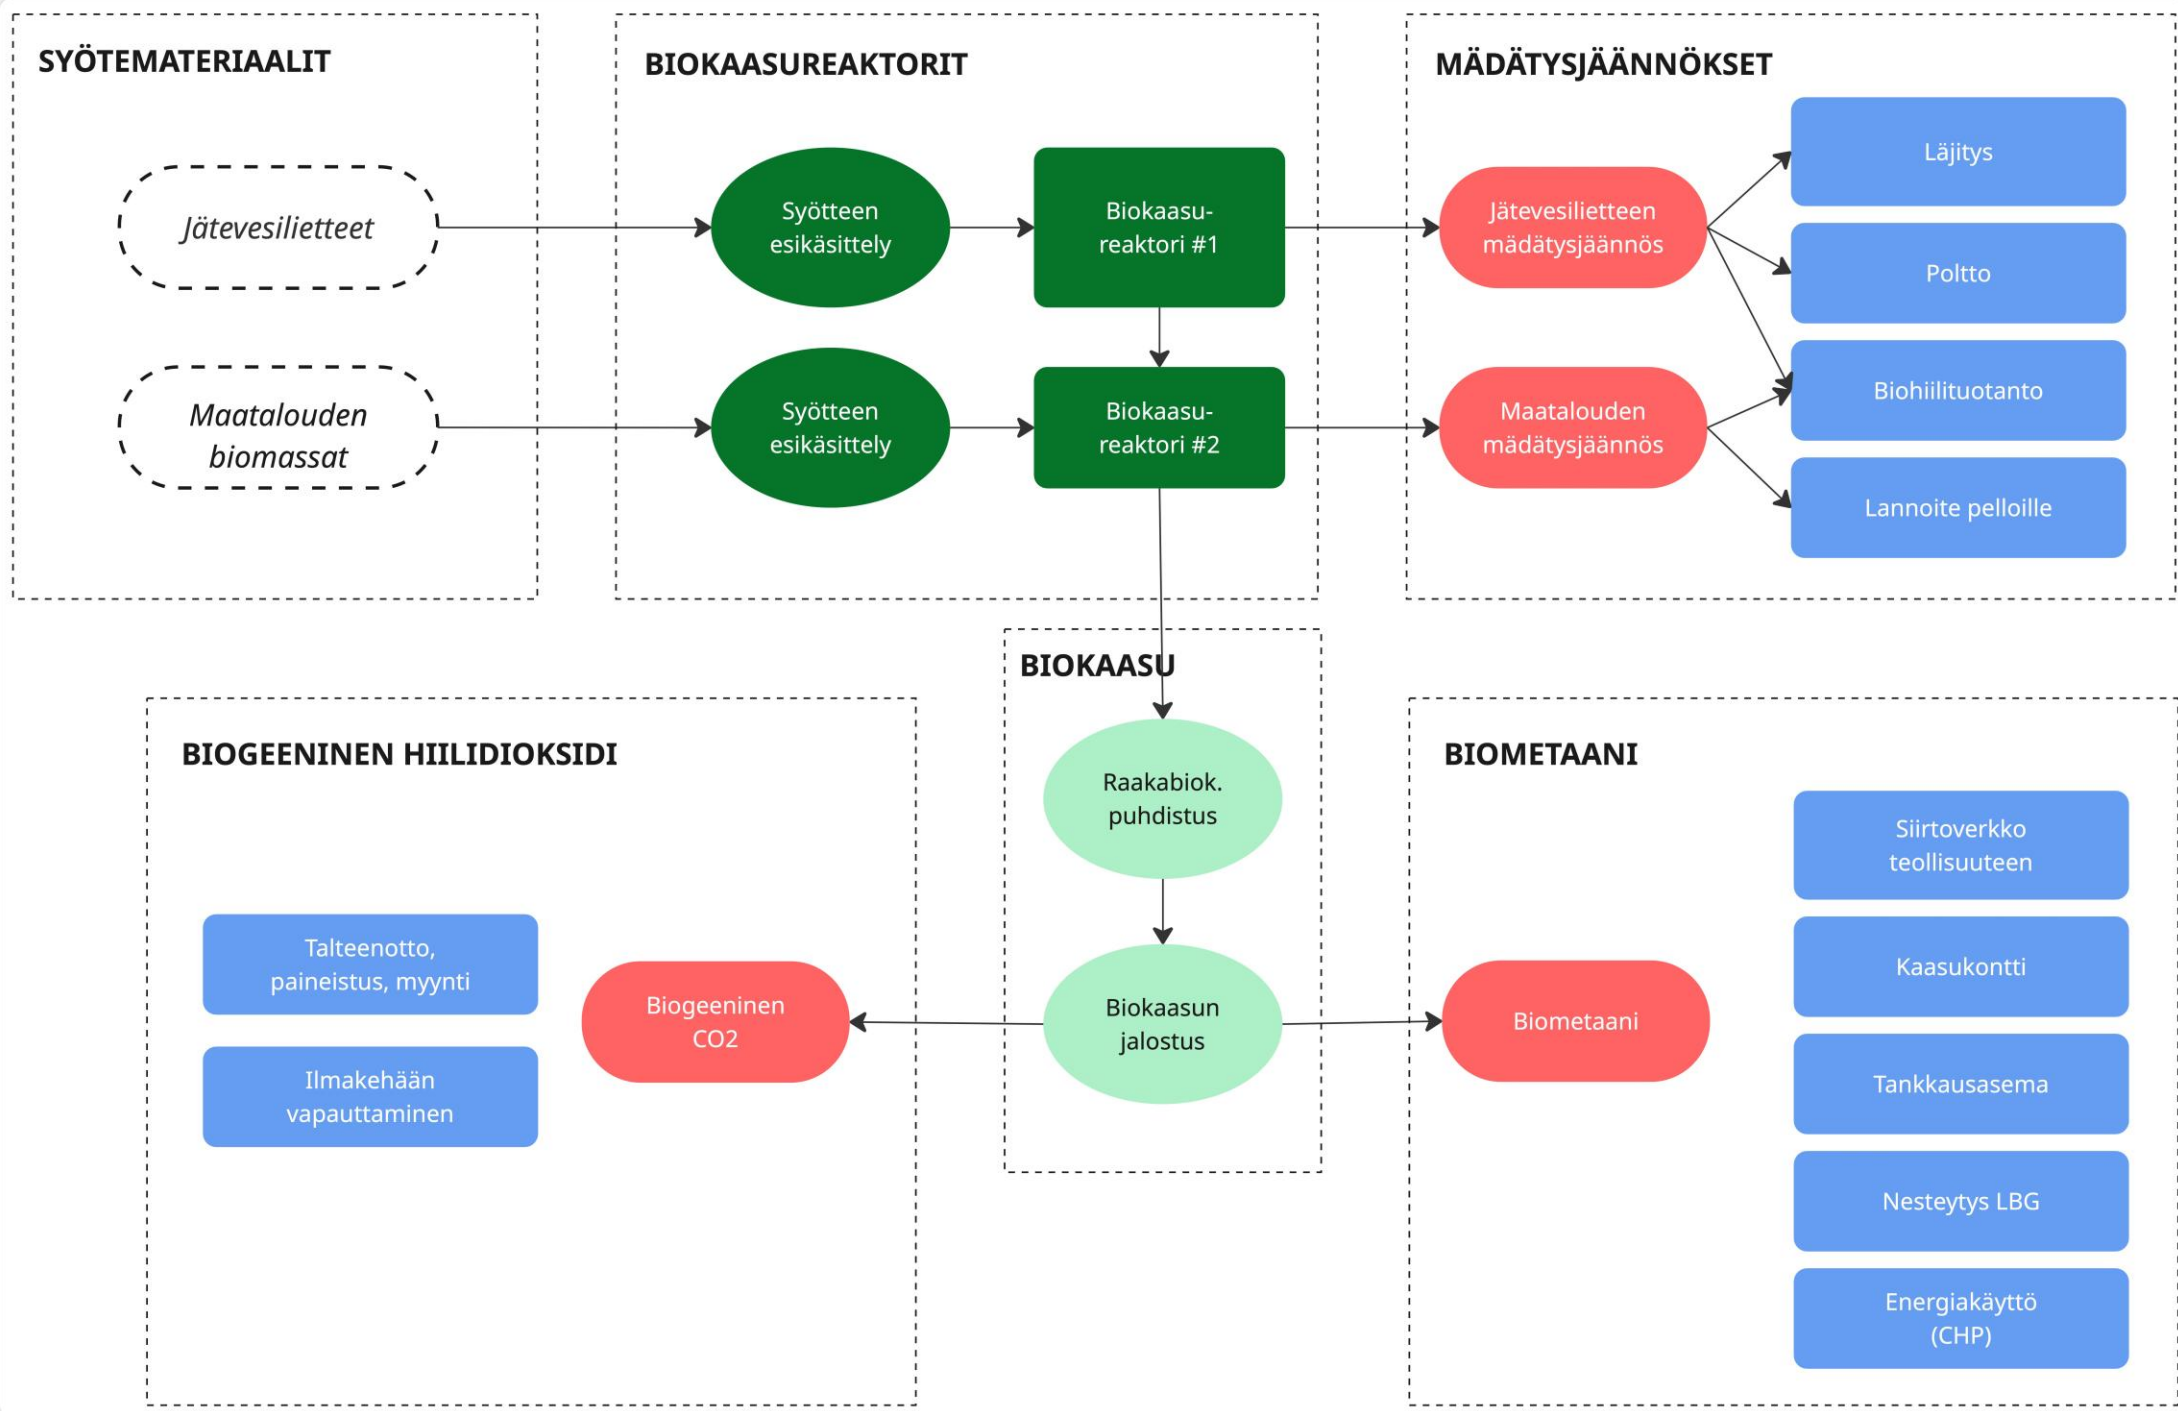 SYÖTEMATERIAALIT
Jätevesilietteet
Maatalouden
biomassat
BIOKAASUREAKTORIT
Syötteen
esikäsittely
Biokaasu-
reaktori #1
Syötteen
esikäsittely
Biokaasu-
reaktori #2
MÄDÄTYSJÄÄNNÖKSET
Jätevesilietteen
mädätysjäännös
Maatalouden
mädätysjäännös
Läjitys
Poltto
Biohiilituotanto
Lannoite pelloille
BIOGEENINEN HIILIDIOKSIDI
Talteenotto,
paineistus, myynti
Ilmakehään
vapauttaminen
Biogeeninen
CO2
BIOKAASU
Raakabiok.
puhdistus
Biokaasun
jalostus
BIOMETAANI
Biometaani
Siirtoverkko
teollisuuteen
Kaasukontti
Tankkausasema
Nesteytys LBG
Energiakäyttö
(CHP)